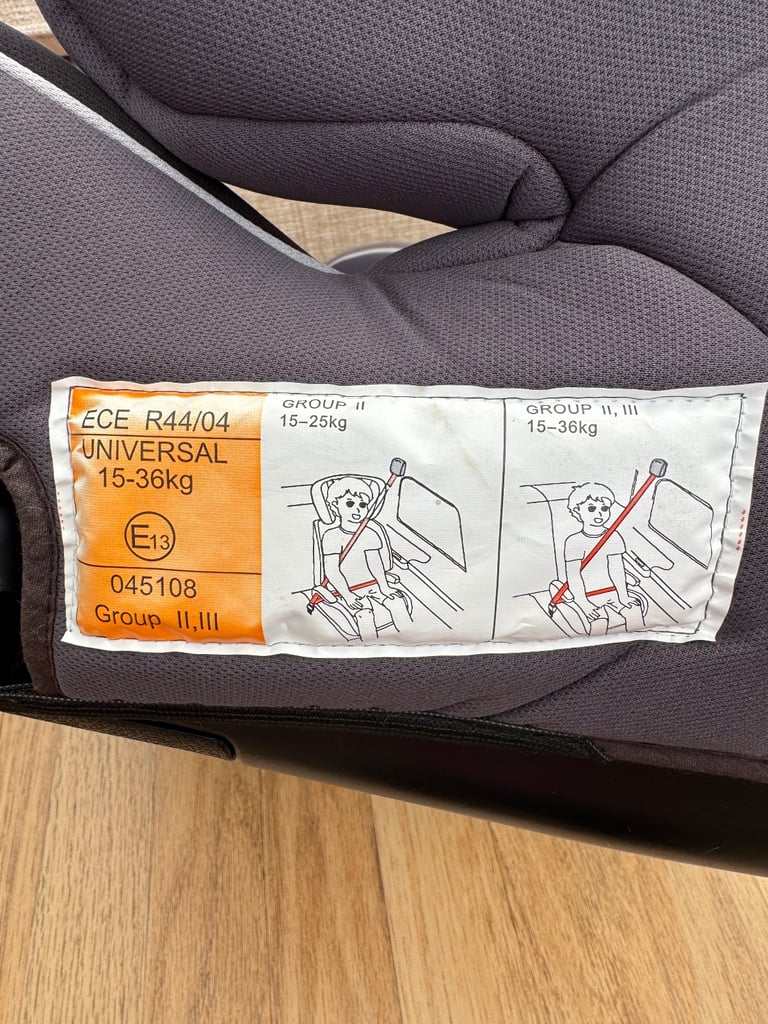 ECE R44/04
UNIVERSAL
15-36kg
E13
045108
Group II,III
GROUP II
15–25kg
GROUP II, III
15–36kg